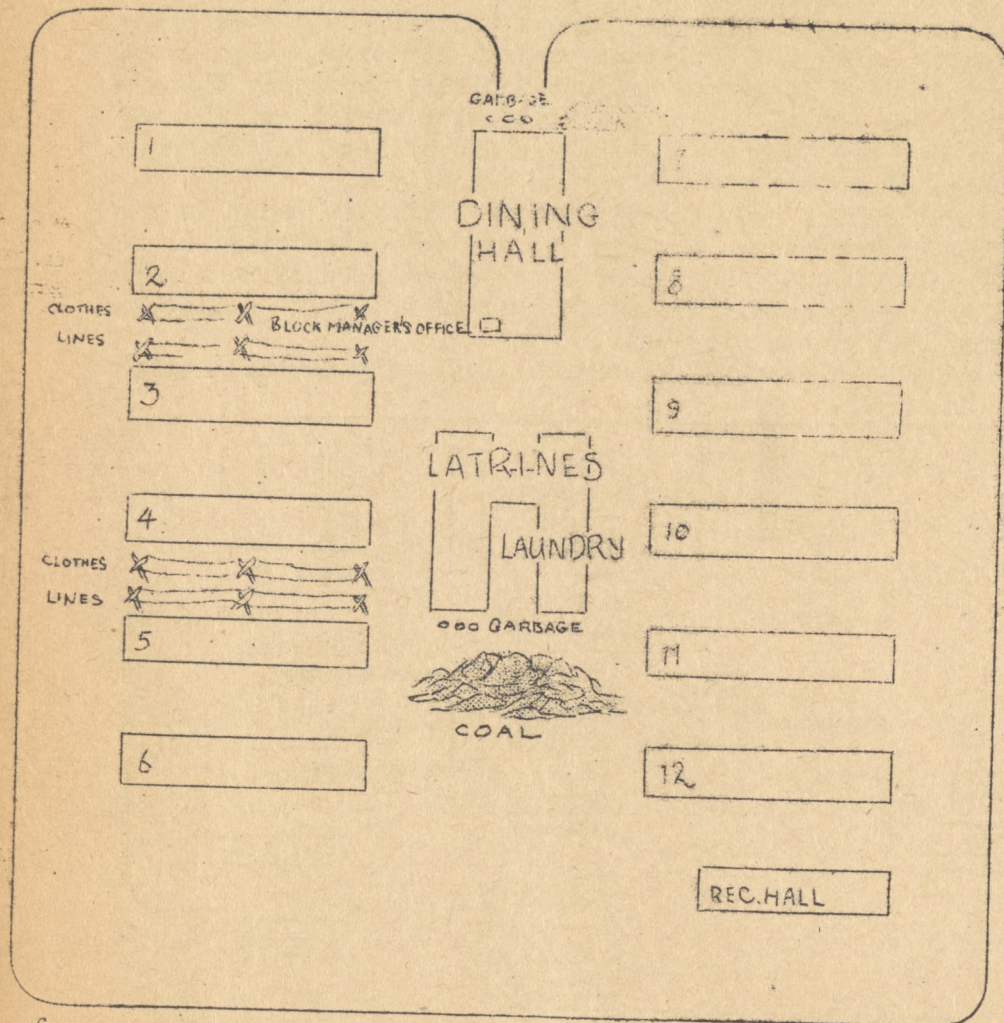 GARBAGE
1
7
DINING
HALL
2
8
CLOTHES
LINES
BLOCK MANAGER'S OFFICE
3
9
LATRINES
4
10
LAUNDRY
CLOTHES
LINES
GARBAGE
5
11
COAL
6
12
REC. HALL